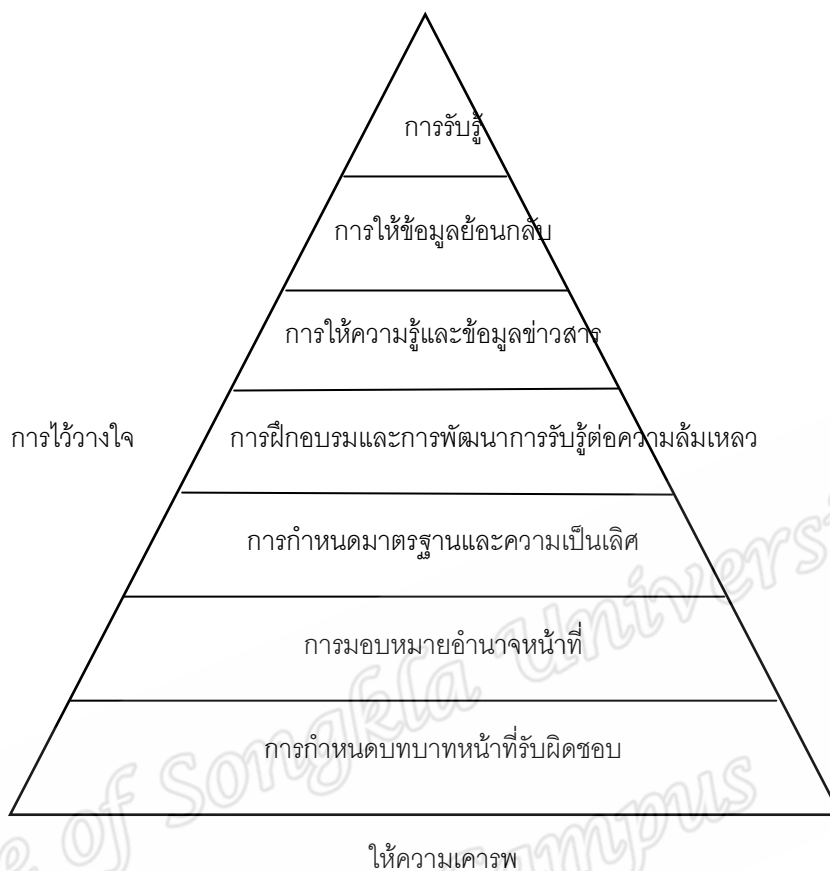 การรับรู้
การให้ข้อมูลย้อนกลับ
การให้ความรู้และข้อมูลข่าวสาร
การไว้วางใจ
การฝึกอบรมและการพัฒนาการรับรู้ต่อความล้มเหลว
การกำหนดมาตรฐานและความเป็นเลิศ
การมอบหมายอำนาจหน้าที่
การกำหนดบทบาทหน้าที่รับผิดชอบ
ให้ความเคารพ
of Songkla Universi
Campus